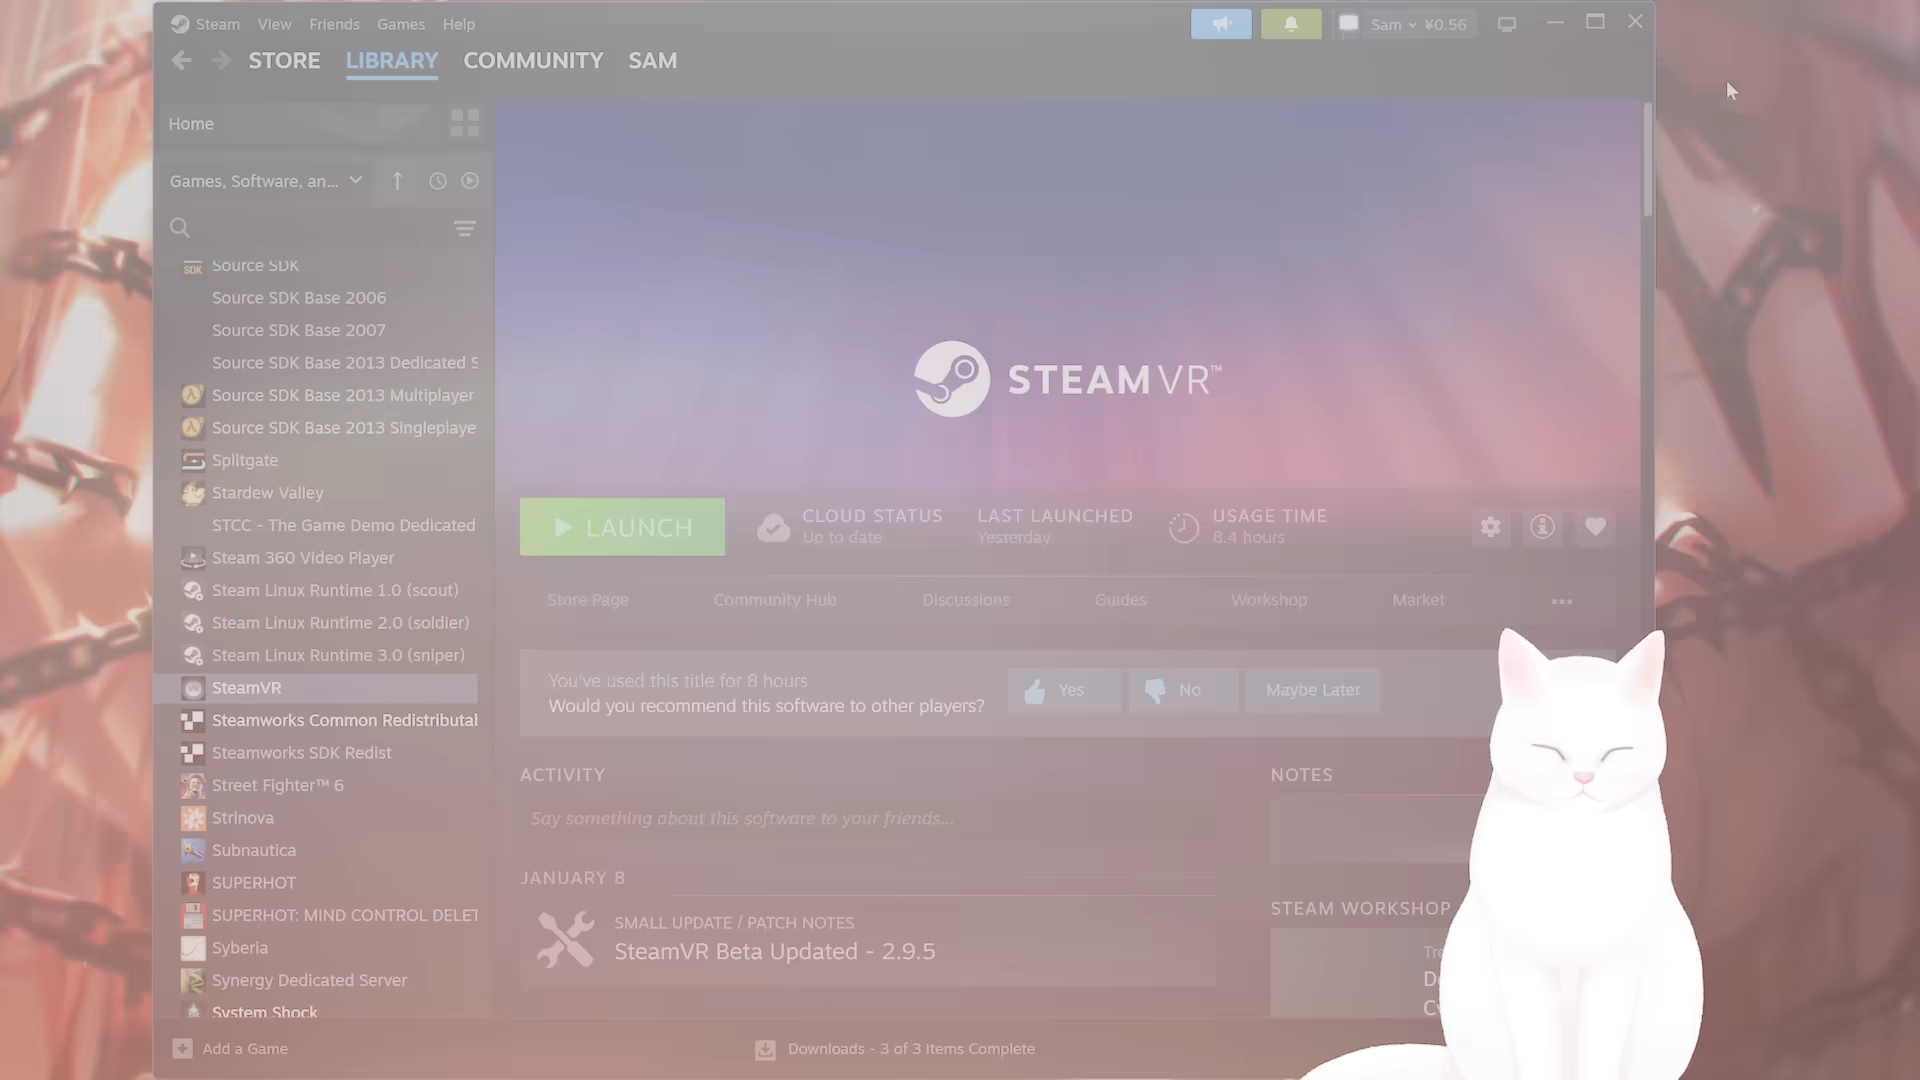 Steam View Friends Games Help
Sam ¥0.56
STORE LIBRARY COMMUNITY SAM
Home
Games, Software, an...
SDK Source SDK
Source SDK Base 2006
Source SDK Base 2007
Source SDK Base 2013 Dedicated S
Source SDK Base 2013 Multiplayer
Source SDK Base 2013 Singleplaye
Splitgate
Stardew Valley
STCC - The Game Demo Dedicated
Steam 360 Video Player
Steam Linux Runtime 1.0 (scout)
Steam Linux Runtime 2.0 (soldier)
Steam Linux Runtime 3.0 (sniper)
SteamVR
Steamworks Common Redistributal
Steamworks SDK Redist
Street Fighter™ 6
Strinova
Subnautica
SUPERHOT
SUPERHOT: MIND CONTROL DELET
Syberia
Synergy Dedicated Server
System Shock
Add a Game
STEAMVR™
LAUNCH
CLOUD STATUS
Up to date
LAST LAUNCHED
Yesterday
USAGE TIME
8.4 hours
Store Page Community Hub Discussions Guides Workshop Market ...
You've used this title for 8 hours
Would you recommend this software to other players?
Yes No Maybe Later
ACTIVITY
Say something about this software to your friends...
JANUARY 8
SMALL UPDATE / PATCH NOTES
SteamVR Beta Updated - 2.9.5
NOTES
STEAM WORKSHOP
Downloads - 3 of 3 Items Complete